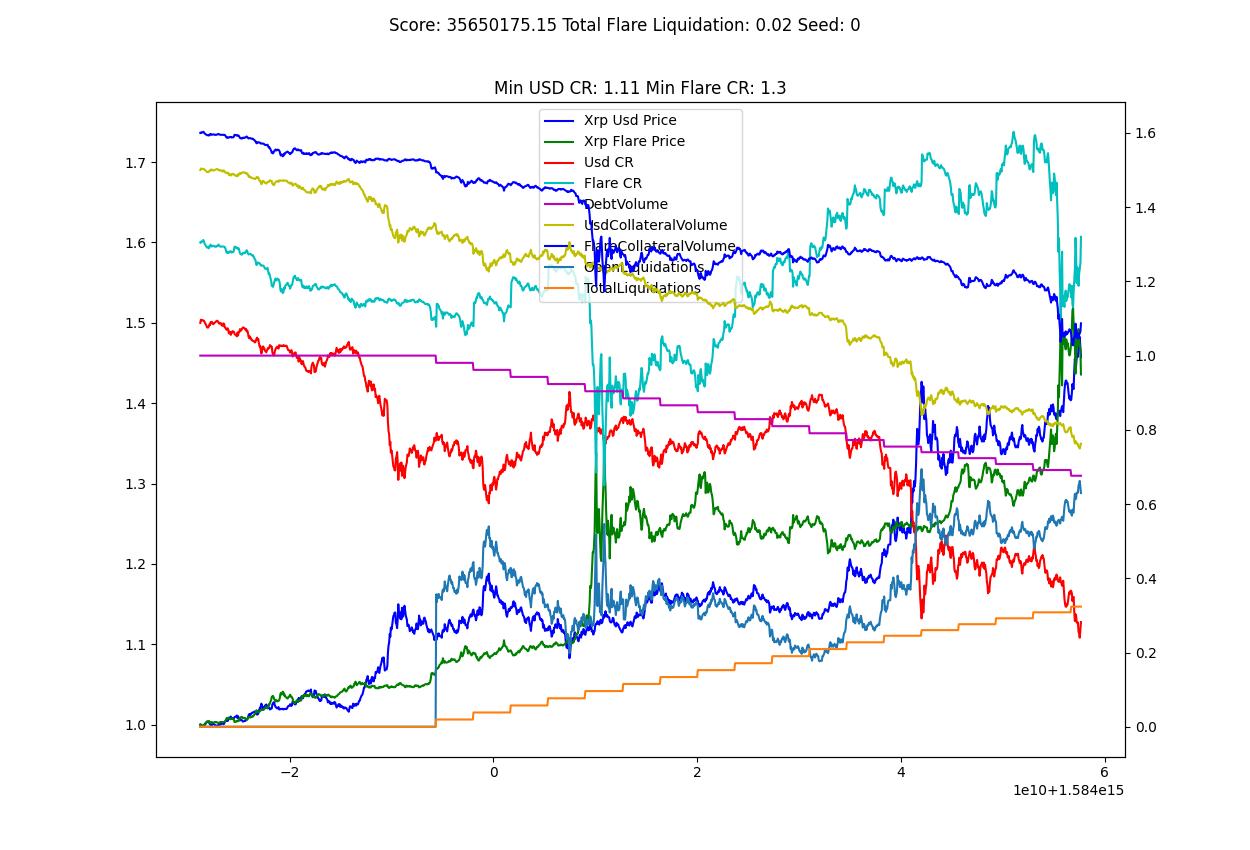 Score: 35650175.15 Total Flare Liquidation: 0.02 Seed: 0
Min USD CR: 1.11 Min Flare CR: 1.3
Xrp Usd Price
Xrp Flare Price
Usd CR
Flare CR
DebtVolume
UsdCollateralVolume
FlareCollateralVolume
OpenLiquidations
TotalLiquidations
1.7
1.6
1.5
1.4
1.3
1.2
1.1
1.0
1.6
1.4
1.2
1.0
0.8
0.6
0.4
0.2
0.0
−2 0 2 4 6
1e10+1.584e15